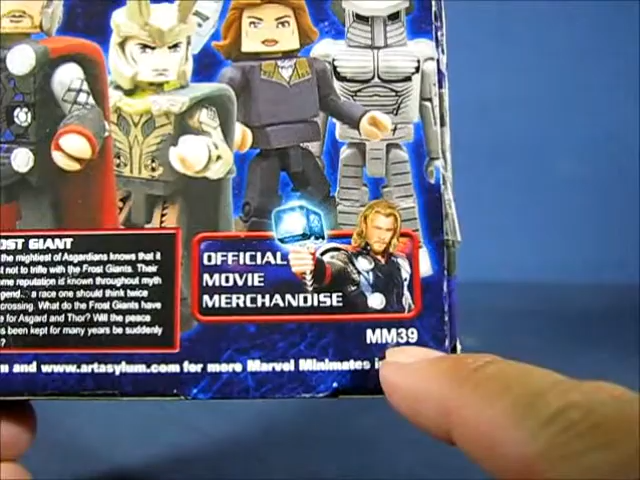 OST GIANT
the mightiest of Asgardians knows that it
not to trifle with the Frost Giants. Their
reputation is known throughout myth
a race one should think twice
crossing. What do the Frost Giants have
for Asgard and Thor? Will the peace
been kept for many years be suddenly
OFFICIAL
MOVIE
MERCHANDISE
MM39
m and www.artasylum.com for more Marvel Minimates i